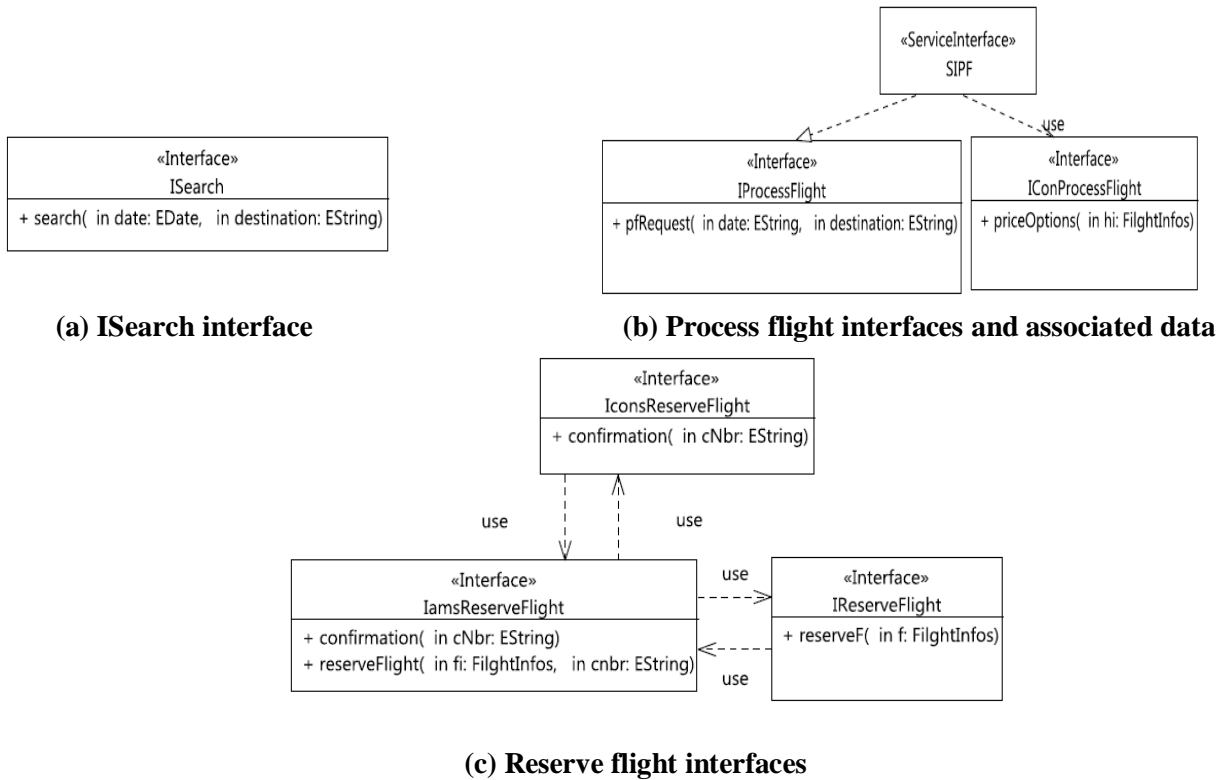 «ServiceInterface»
SIPF
use
«Interface»
ISearch
+ search( in date: EDate, in destination: EString)
«Interface»
IProcessFlight
+ pfRequest( in date: EString, in destination: EString)
«Interface»
IConProcessFlight
+ priceOptions( in hi: FilghtInfos)
(a) ISearch interface
(b) Process flight interfaces and associated data
«Interface»
IconsReserveFlight
+ confirmation( in cNbr: EString)
use
use
«Interface»
IamsReserveFlight
+ confirmation( in cNbr: EString)
+ reserveFlight( in fi: FilghtInfos, in cnbr: EString)
use
use
«Interface»
IReserveFlight
+ reserveF( in f: FilghtInfos)
(c) Reserve flight interfaces